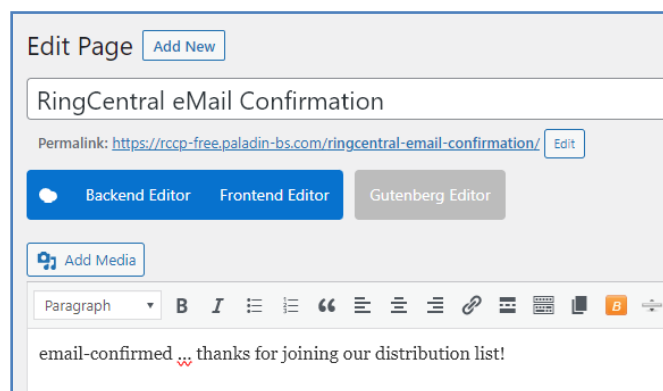 Edit Page Add New
RingCentral eMail Confirmation
Permalink: https://rccp-free.paladin-bs.com/ringcentral-email-confirmation/ Edit
Backend Editor Frontend Editor Gutenberg Editor
Add Media
Paragraph B I B
email-confirmed ... thanks for joining our distribution list!